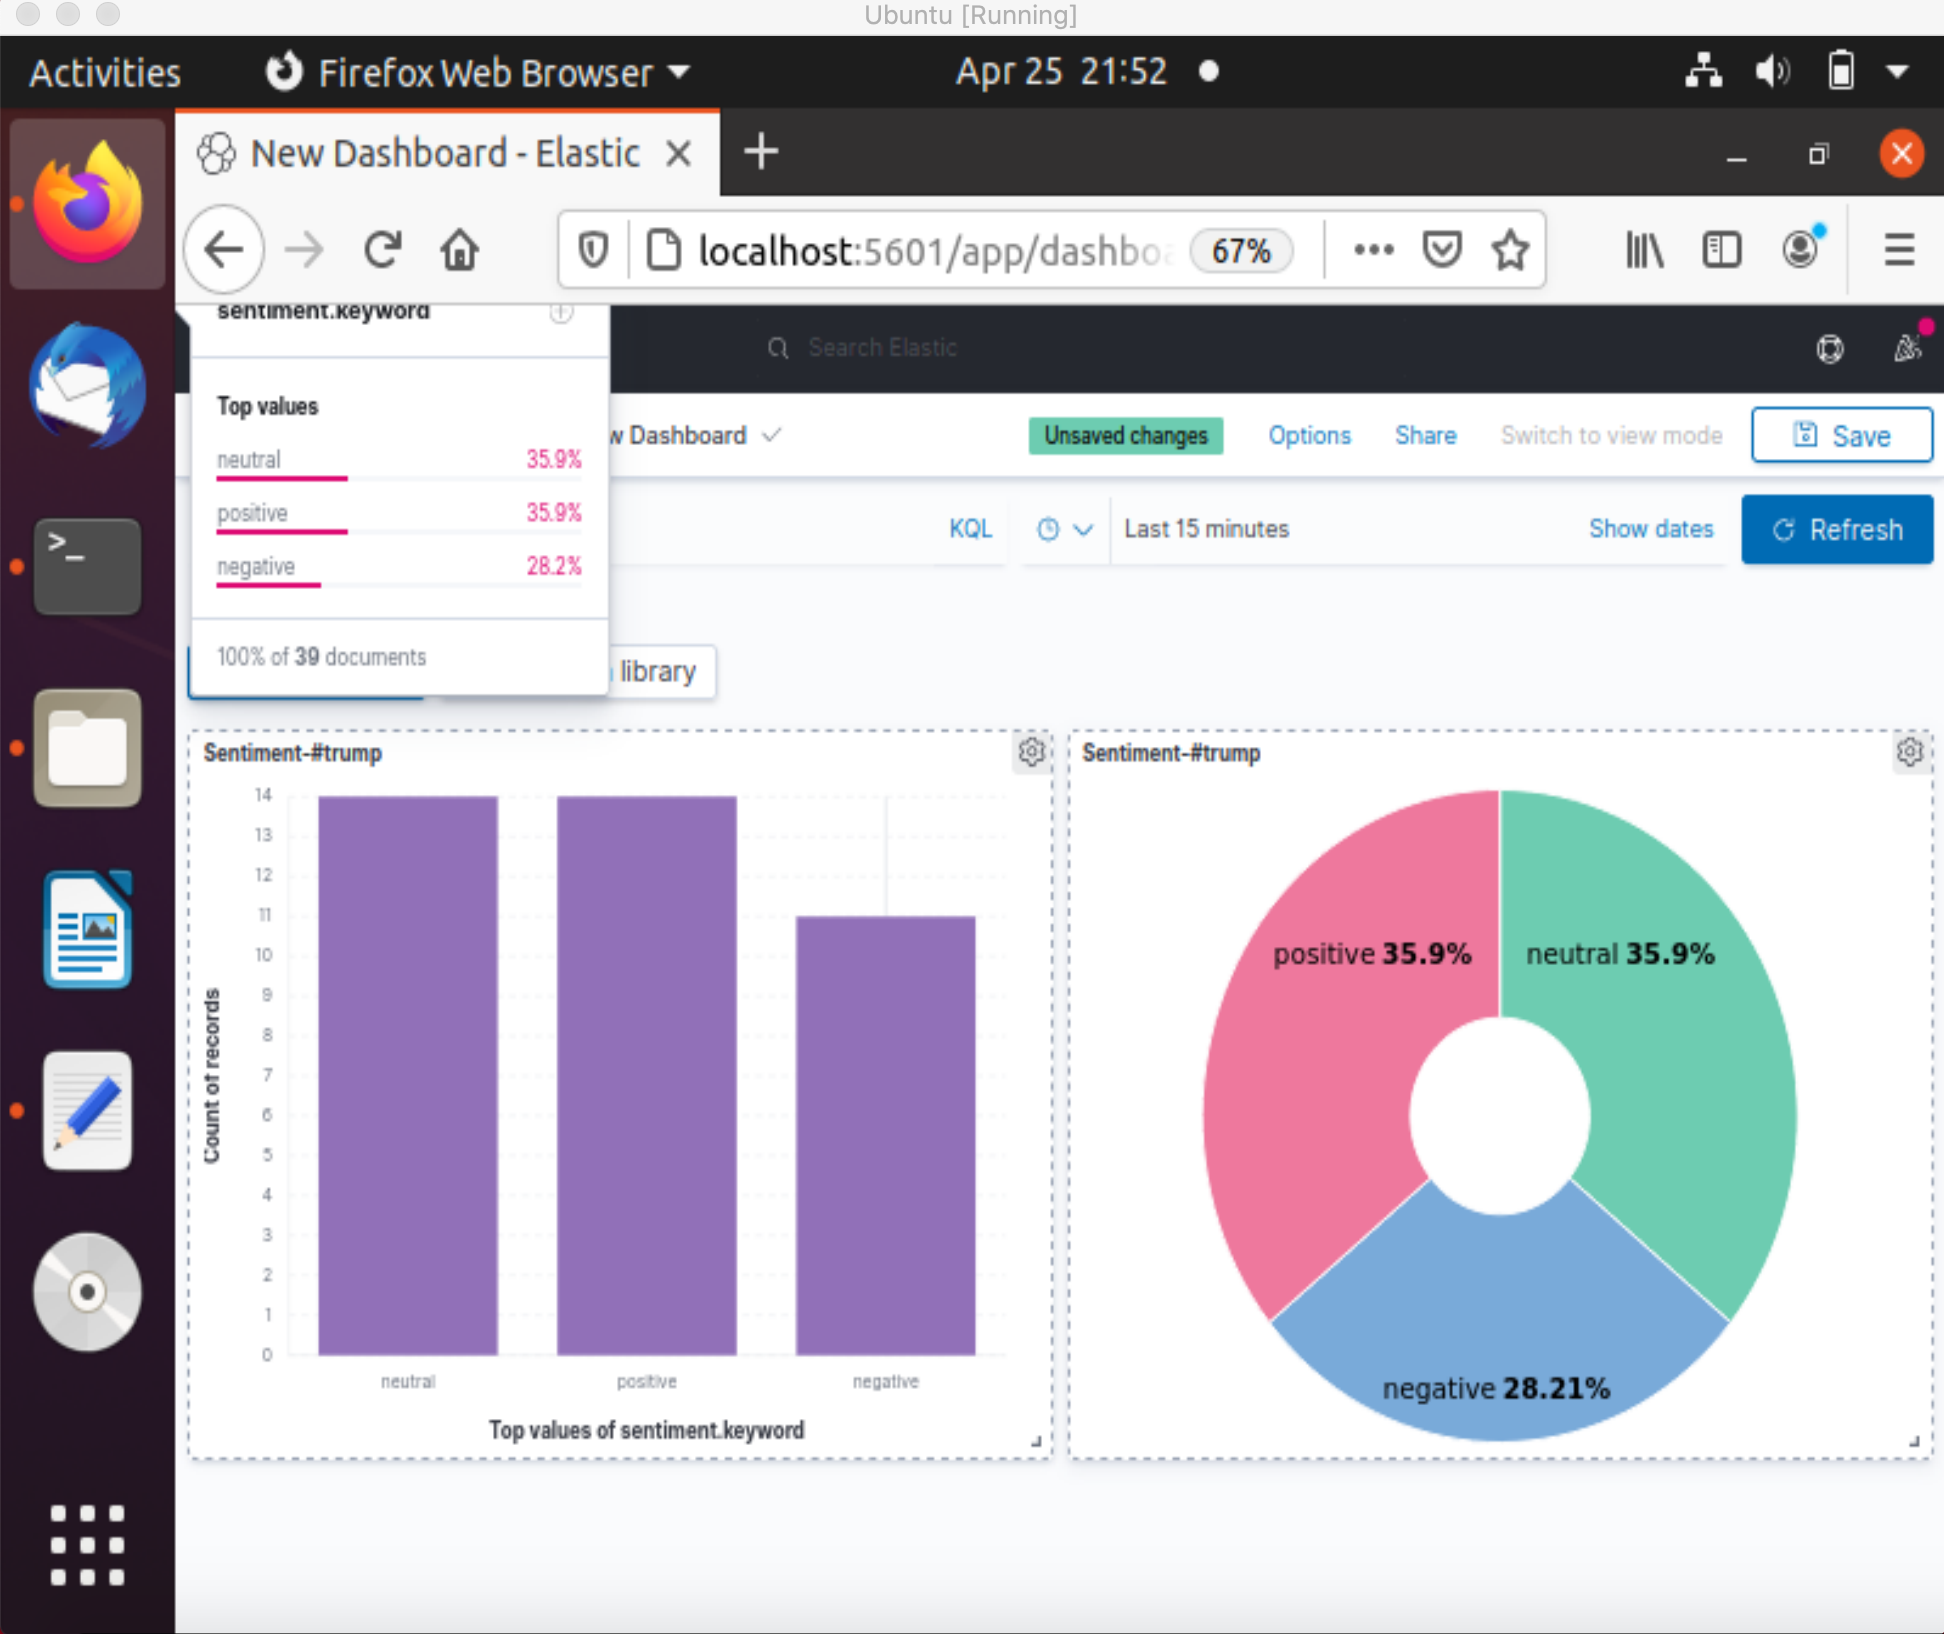 Ubuntu [Running]
Activities
Firefox Web Browser
Apr 25 21:52
New Dashboard - Elastic
localhost:5601/app/dashboa
67%
sentiment.keyword
Search Elastic
Top values
neutral 35.9%
positive 35.9%
negative 28.2%
100% of 39 documents
w Dashboard
Unsaved changes
Options
Share
Switch to view mode
Save
KQL
Last 15 minutes
Show dates
Refresh
library
Sentiment-#trump
14
13
12
11
10
9
8
7
6
5
4
3
2
1
0
Count of records
neutral
positive
negative
Top values of sentiment.keyword
Sentiment-#trump
positive 35.9%
neutral 35.9%
negative 28.21%